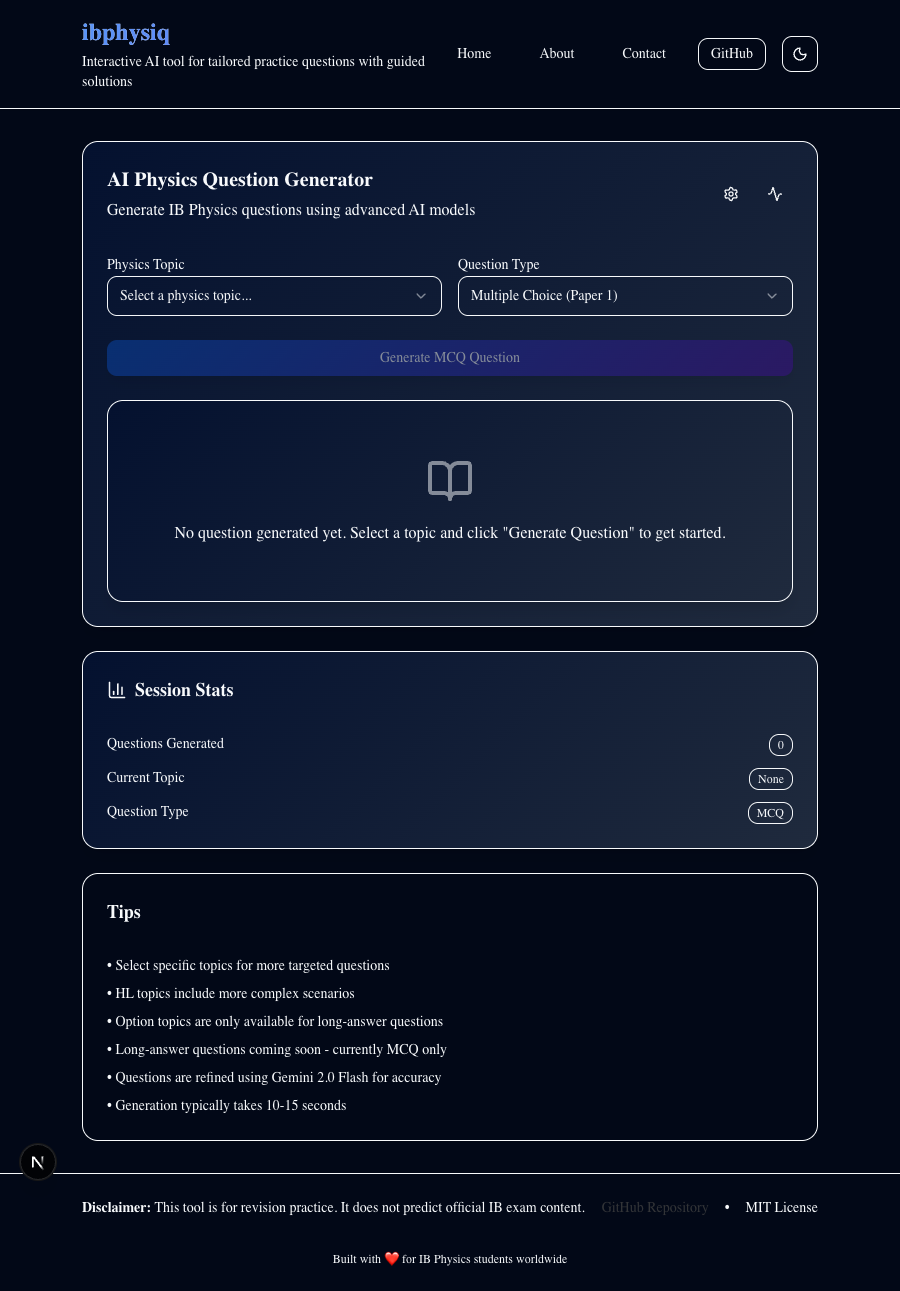 ibphysiq
Interactive AI tool for tailored practice questions with guided
solutions
Home
About
Contact
GitHub
AI Physics Question Generator
Generate IB Physics questions using advanced AI models
Physics Topic
Question Type
Select a physics topic...
Multiple Choice (Paper 1)
Generate MCQ Question
No question generated yet. Select a topic and click "Generate Question" to get started.
Session Stats
Questions Generated
0
Current Topic
None
Question Type
MCQ
Tips
• Select specific topics for more targeted questions
• HL topics include more complex scenarios
• Option topics are only available for long-answer questions
• Long-answer questions coming soon - currently MCQ only
• Questions are refined using Gemini 2.0 Flash for accuracy
• Generation typically takes 10-15 seconds
N
Disclaimer: This tool is for revision practice. It does not predict official IB exam content.
GitHub Repository • MIT License
Built with ❤️ for IB Physics students worldwide